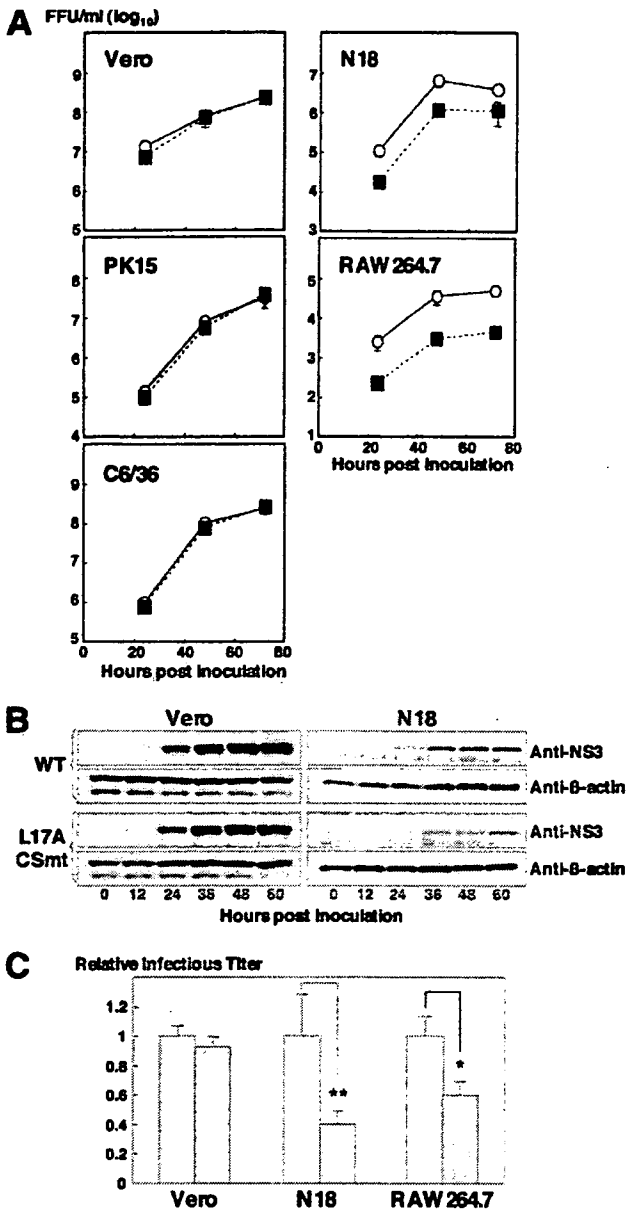 A FFU/ml (log10)
Vero
N18
9
8
7
6
5
7
6
5
4
3
PK15
RAW 264.7
8
7
6
5
4
5
4
3
2
1
0 20 40 60 80
Hours post inoculation
C6/36
9
8
7
6
5
0 20 40 60 80
Hours post inoculation
B
Vero N18
WT
Anti-NS3
Anti-β-actin
L17A
CSmt
Anti-NS3
Anti-β-actin
0 12 24 36 48 60 0 12 24 36 48 60
Hours post inoculation
C Relative Infectious Titer
1.2
1
0.8
0.6
0.4
0.2
0
**
*
Vero N18 RAW 264.7